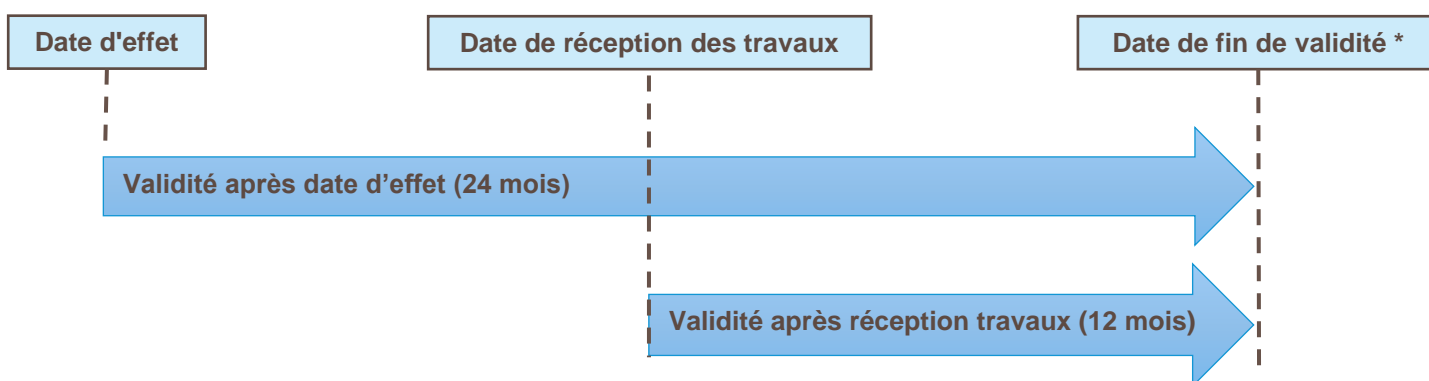 Date d'effet
Date de réception des travaux
Date de fin de validité *
Validité après date d’effet (24 mois)
Validité après réception travaux (12 mois)